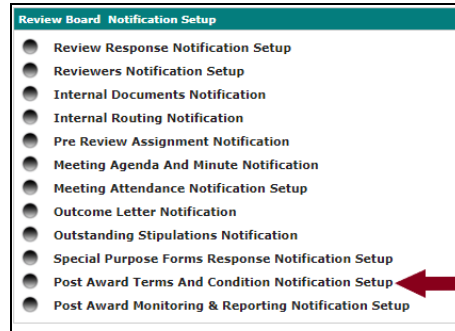 Review Board Notification Setup
Review Response Notification Setup
Reviewers Notification Setup
Internal Documents Notification
Internal Routing Notification
Pre Review Assignment Notification
Meeting Agenda And Minute Notification
Meeting Attendance Notification Setup
Outcome Letter Notification
Outstanding Stipulations Notification
Special Purpose Forms Response Notification Setup
Post Award Terms And Condition Notification Setup
Post Award Monitoring & Reporting Notification Setup